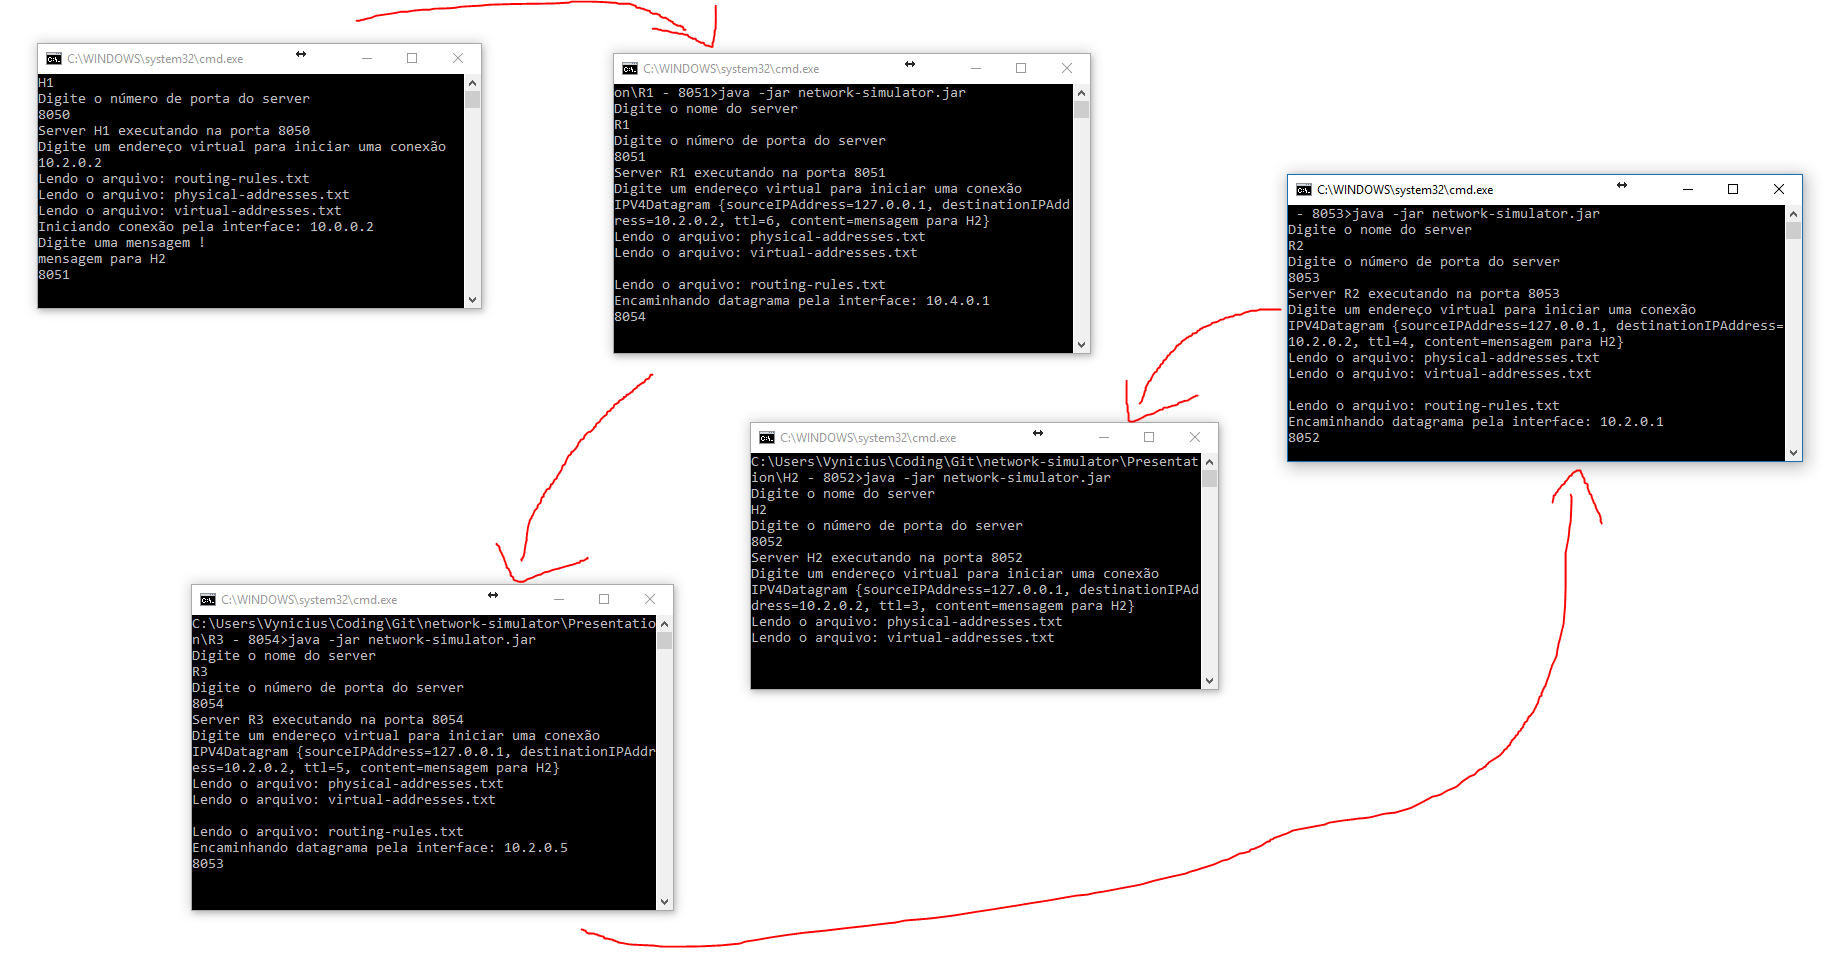 C:\WINDOWS\system32\cmd.exe
H1
Digite o número de porta do server
8050
Server H1 executando na porta 8050
Digite um endereço virtual para iniciar uma conexão
10.2.0.2
Lendo o arquivo: routing-rules.txt
Lendo o arquivo: physical-addresses.txt
Lendo o arquivo: virtual-addresses.txt
Iniciando conexão pela interface: 10.0.0.2
Digite uma mensagem !
mensagem para H2
8051
C:\WINDOWS\system32\cmd.exe
on\R1 - 8051>java -jar network-simulator.jar
Digite o nome do server
R1
Digite o número de porta do server
8051
Server R1 executando na porta 8051
Digite um endereço virtual para iniciar uma conexão
IPV4Datagram {sourceIPAddress=127.0.0.1, destinationIPAdd
ress=10.2.0.2, ttl=6, content=mensagem para H2}
Lendo o arquivo: physical-addresses.txt
Lendo o arquivo: virtual-addresses.txt
Lendo o arquivo: routing-rules.txt
Encaminhando datagrama pela interface: 10.4.0.1
8054
C:\WINDOWS\system32\cmd.exe
- 8053>java -jar network-simulator.jar
Digite o nome do server
R2
Digite o número de porta do server
8053
Server R2 executando na porta 8053
Digite um endereço virtual para iniciar uma conexão
IPV4Datagram {sourceIPAddress=127.0.0.1, destinationIPAddress=
10.2.0.2, ttl=4, content=mensagem para H2}
Lendo o arquivo: physical-addresses.txt
Lendo o arquivo: virtual-addresses.txt
Lendo o arquivo: routing-rules.txt
Encaminhando datagrama pela interface: 10.2.0.1
8052
C:\WINDOWS\system32\cmd.exe
C:\Users\Vynicius\Coding\Git\network-simulator\Presentat
ion\H2 - 8052>java -jar network-simulator.jar
Digite o nome do server
H2
Digite o número de porta do server
8052
Server H2 executando na porta 8052
Digite um endereço virtual para iniciar uma conexão
IPV4Datagram {sourceIPAddress=127.0.0.1, destinationIPAd
dress=10.2.0.2, ttl=3, content=mensagem para H2}
Lendo o arquivo: physical-addresses.txt
Lendo o arquivo: virtual-addresses.txt
C:\WINDOWS\system32\cmd.exe
C:\Users\Vynicius\Coding\Git\network-simulator\Presentatio
n\R3 - 8054>java -jar network-simulator.jar
Digite o nome do server
R3
Digite o número de porta do server
8054
Server R3 executando na porta 8054
Digite um endereço virtual para iniciar uma conexão
IPV4Datagram {sourceIPAddress=127.0.0.1, destinationIPAddr
ess=10.2.0.2, ttl=5, content=mensagem para H2}
Lendo o arquivo: physical-addresses.txt
Lendo o arquivo: virtual-addresses.txt
Lendo o arquivo: routing-rules.txt
Encaminhando datagrama pela interface: 10.2.0.5
8053